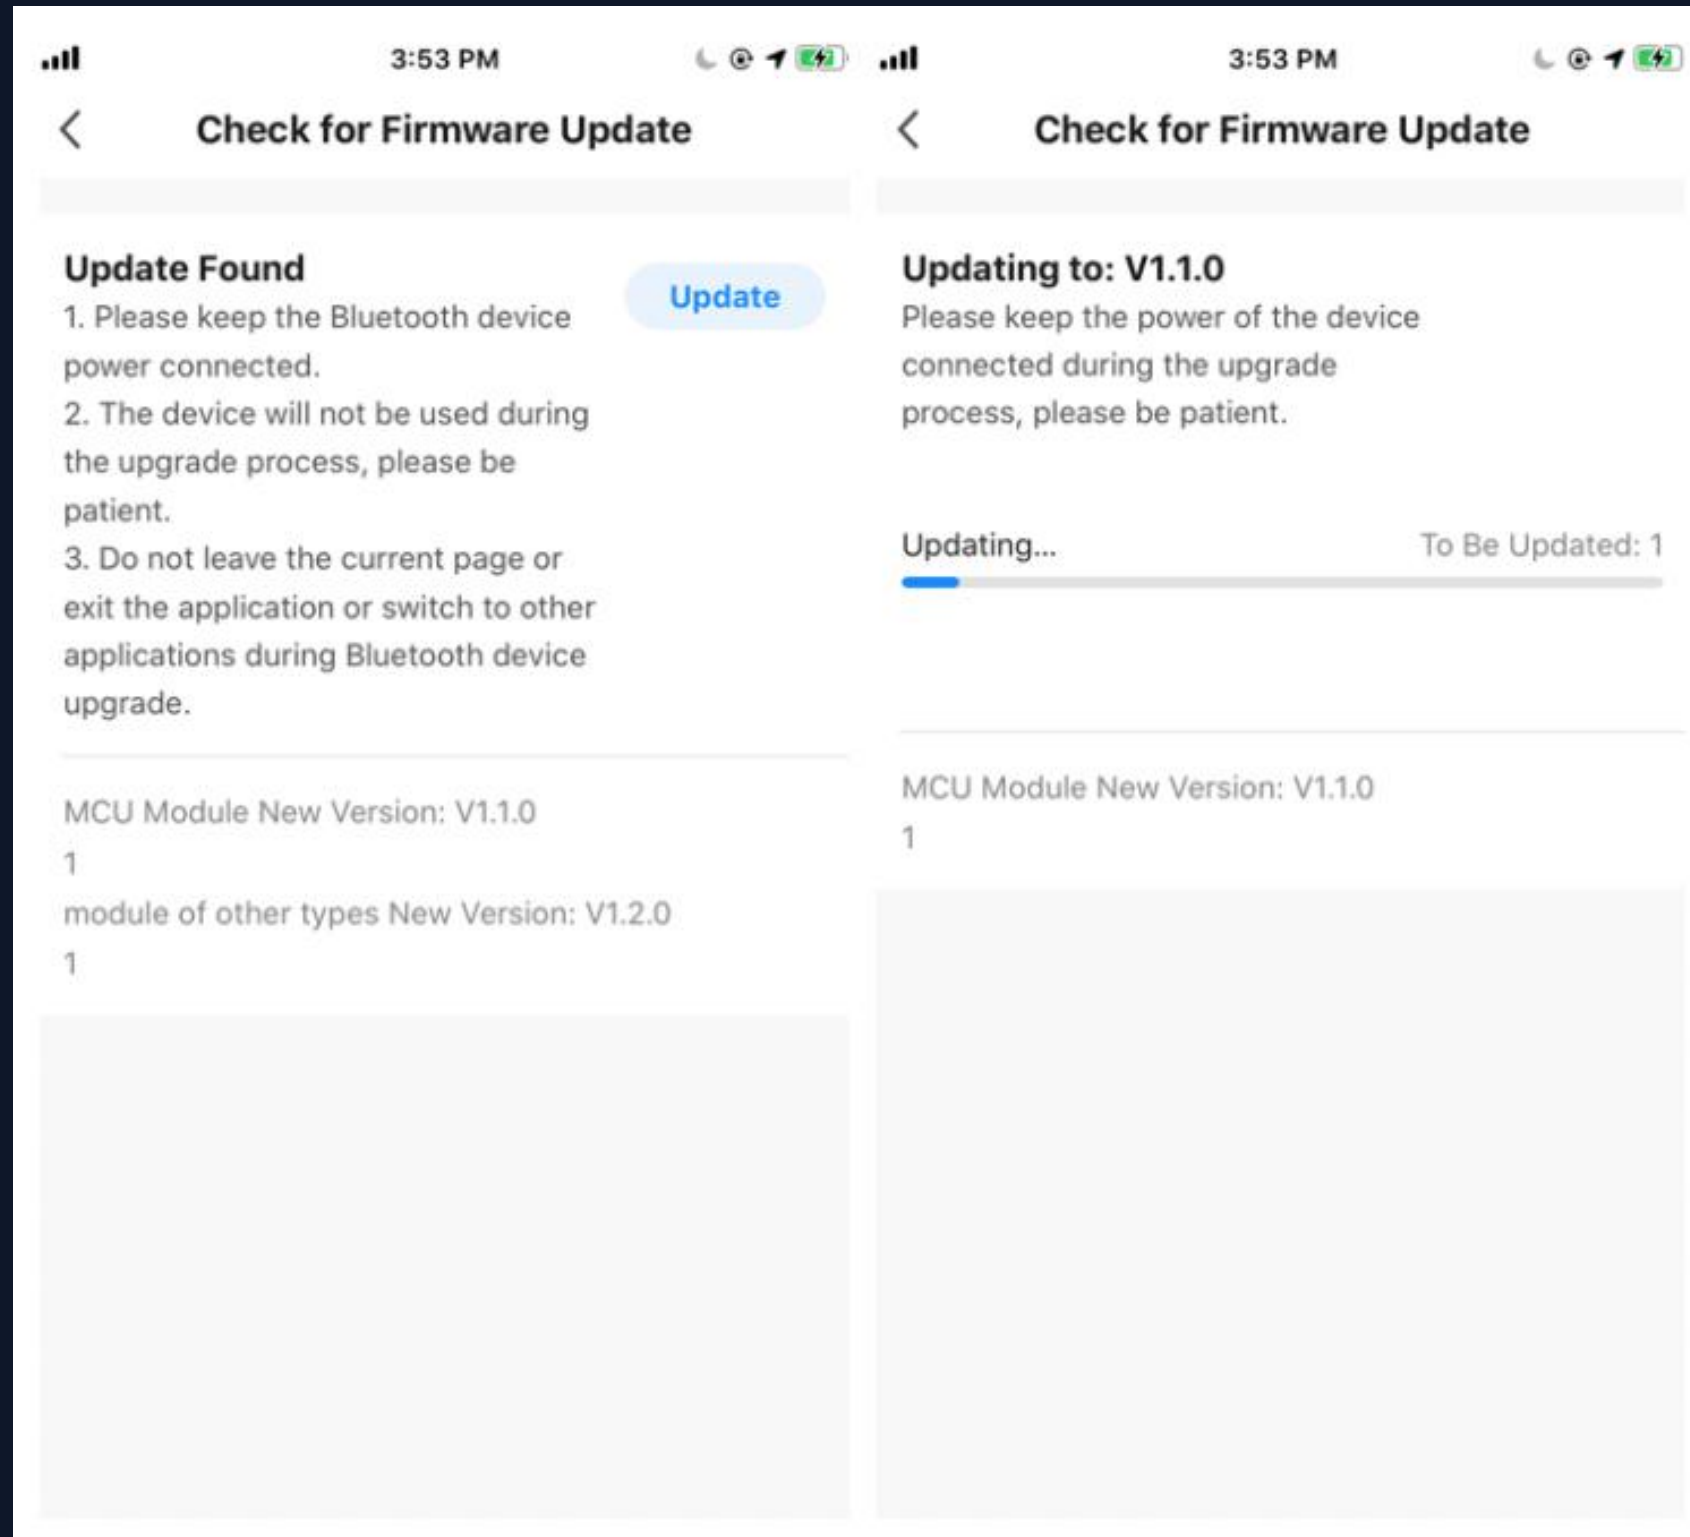 3:53 PM
Check for Firmware Update
Update Found
Update
1. Please keep the Bluetooth device
power connected.
2. The device will not be used during
the upgrade process, please be
patient.
3. Do not leave the current page or
exit the application or switch to other
applications during Bluetooth device
upgrade.
MCU Module New Version: V1.1.0
1
module of other types New Version: V1.2.0
1
3:53 PM
Check for Firmware Update
Updating to: V1.1.0
Please keep the power of the device
connected during the upgrade
process, please be patient.
Updating... To Be Updated: 1
MCU Module New Version: V1.1.0
1